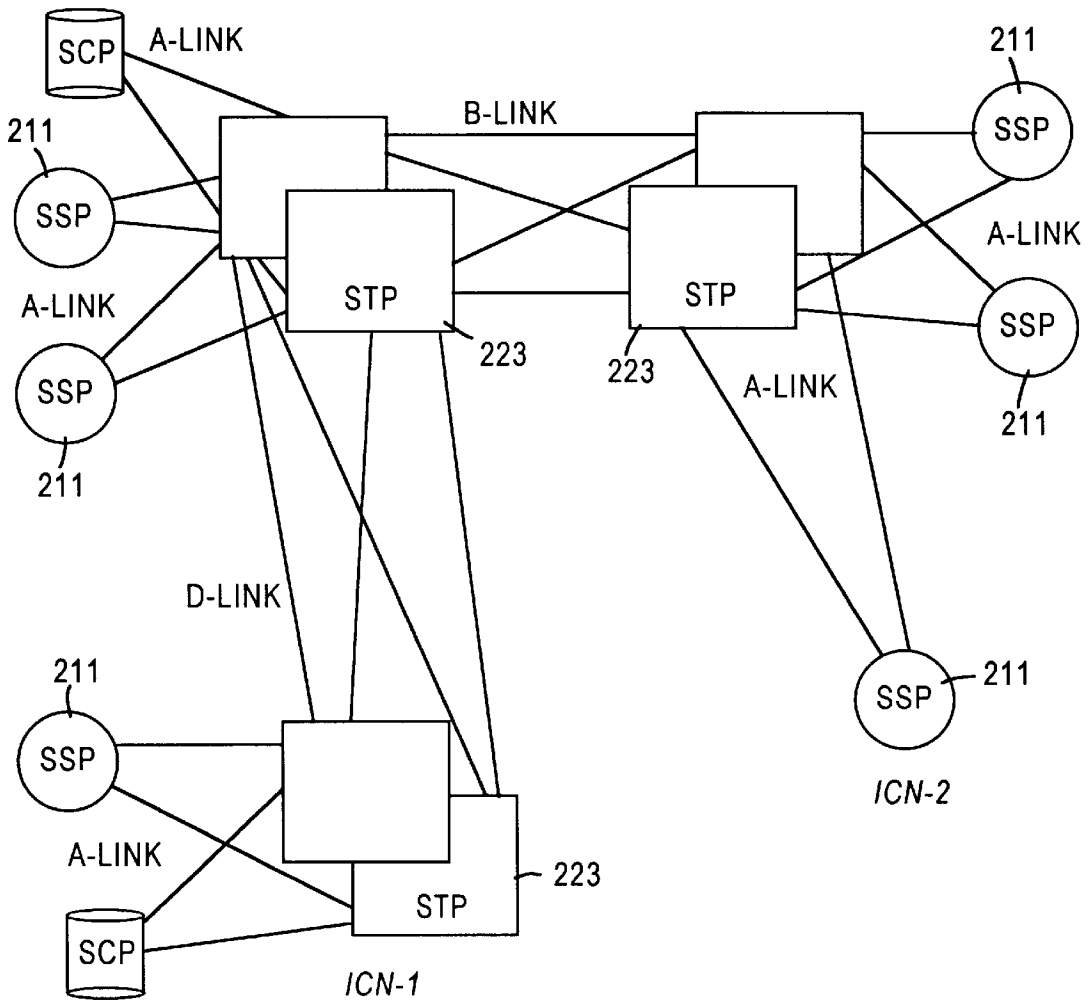 SCP
A-LINK
211
SSP
B-LINK
211
SSP
A-LINK
A-LINK
SSP
211
STP
223
STP
223
A-LINK
SSP
211
D-LINK
211
SSP
A-LINK
SCP
STP
223
ICN-1
SSP
211
ICN-2